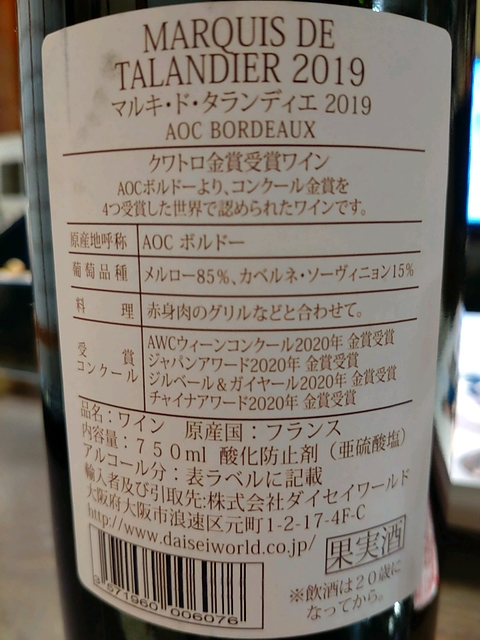 MARQUIS DE
TALANDIER 2019
マルキ・ド・タランディエ 2019
AOC BORDEAUX
クワトロ金賞受賞ワイン
AOCボルドーより、コンクール金賞を
4つ受賞した世界で認められたワインです。
原産地呼称 AOC ボルドー
葡萄品種 メルロー85%、カベルネ・ソーヴィニョン15%
料理 赤身肉のグリルなどと合わせて。
受賞コンクール
AWCウィーンコンクール2020年 金賞受賞
ジャパンアワード2020年 金賞受賞
ジルベール＆ガイヤール2020年 金賞受賞
チャイナアワード2020年 金賞受賞
品名：ワイン 原産国：フランス
内容量：750ml 酸化防止剤（亜硫酸塩）
アルコール分：表ラベルに記載
輸入者及び引取先:株式会社ダイセイワールド
大阪府大阪市浪速区元町1-2-17-4F-C
http://www.daiseiworld.co.jp/
果実酒
3 571960 006076
※飲酒は20歳に
なってから。